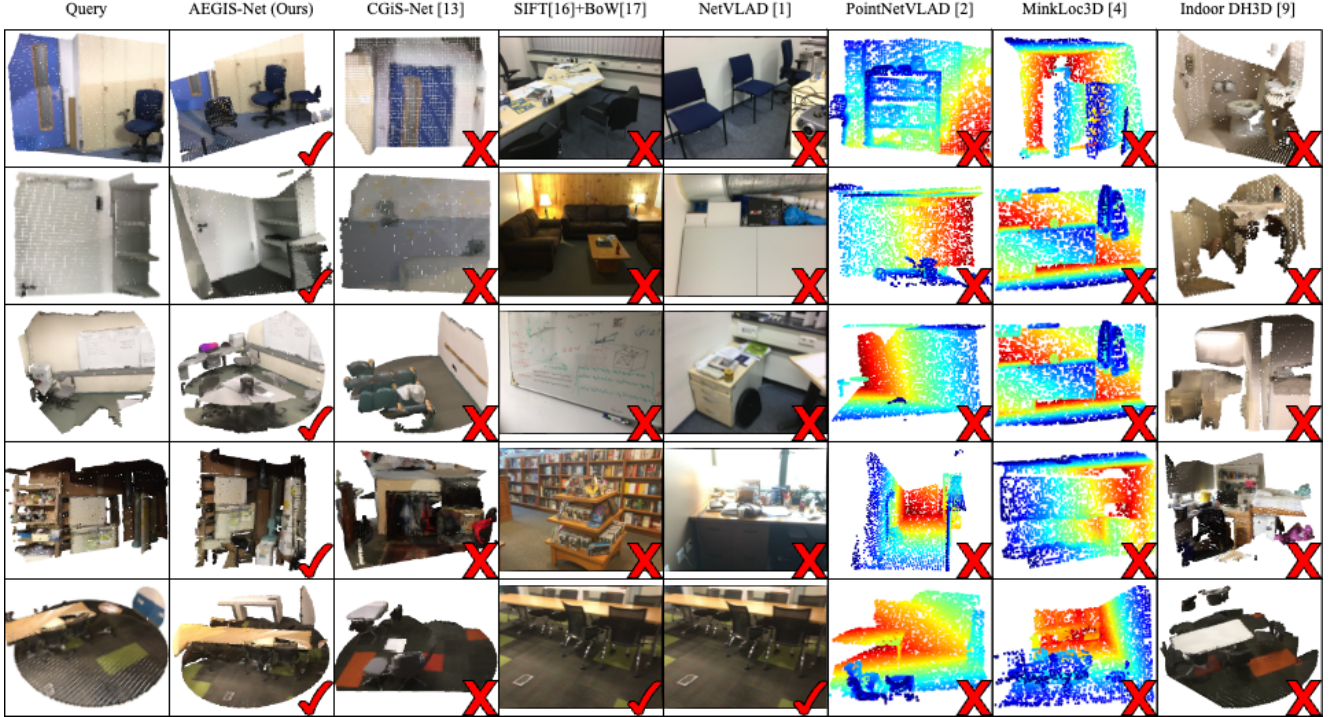 Query AEGIS-Net (Ours) CGiS-Net [13] SIFT[16]+BoW[17] NetVLAD [1] PointNetVLAD [2] MinkLoc3D [4] Indoor DH3D [9]